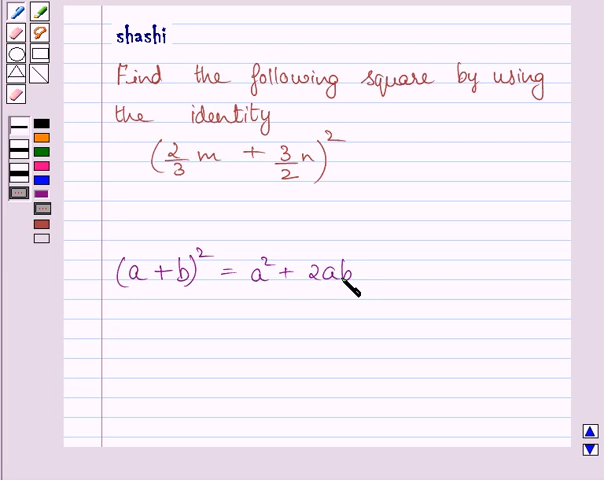 shashi
Find the following square by using
the identity
(2/3 m + 3/2 n)²
(a + b)² = a² + 2ab